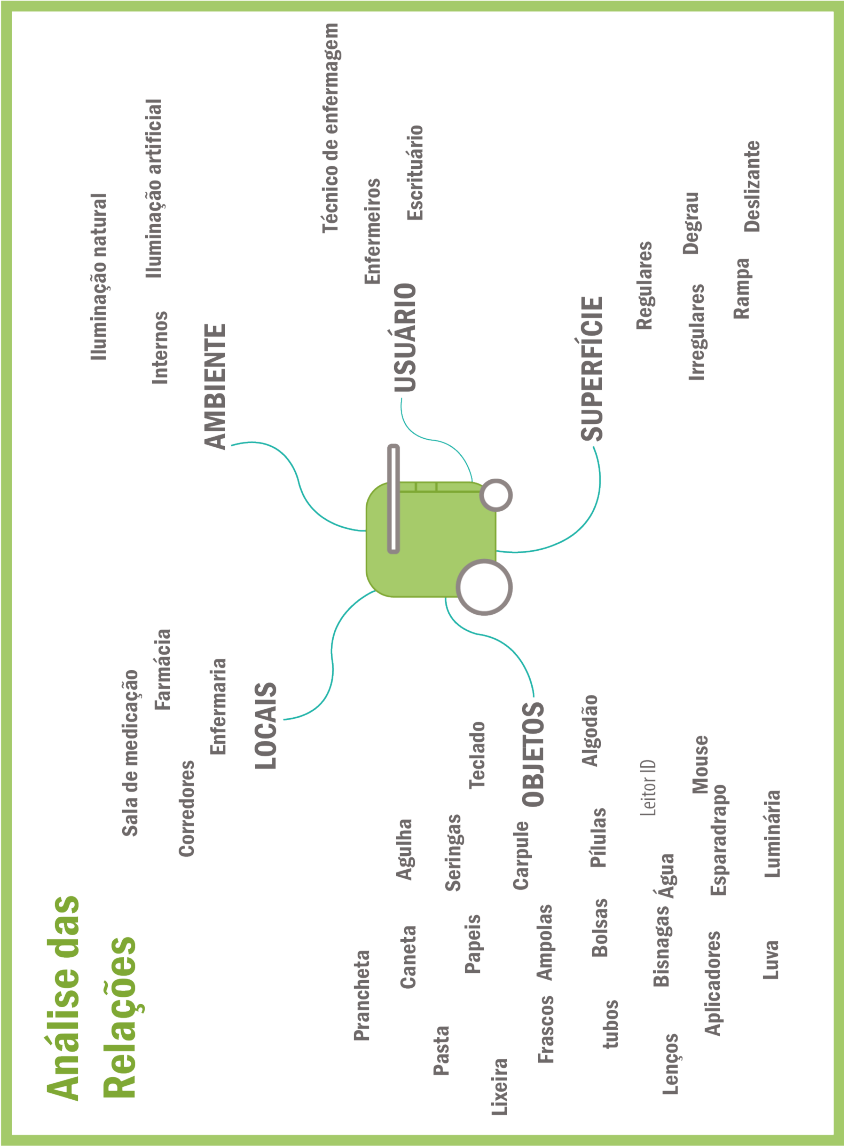 Análise das
Relações
LOCAIS
Sala de medicação
Farmácia
Corredores
Enfermaria
AMBIENTE
Iluminação natural
Iluminação artificial
Internos
USUÁRIO
Técnico de enfermagem
Enfermeiros
Escrituário
SUPERFÍCIE
Regulares
Degrau
Irregulares
Rampa
Deslizante
OBJETOS
Prancheta
Caneta
Agulha
Pasta
Papeis
Seringas
Teclado
Lixeira
Frascos
Ampolas
Carpule
tubos
Bolsas
Pílulas
Algodão
Lenços
Bisnagas
Água
Leitor ID
Aplicadores
Esparadrapo
Mouse
Luva
Luminária